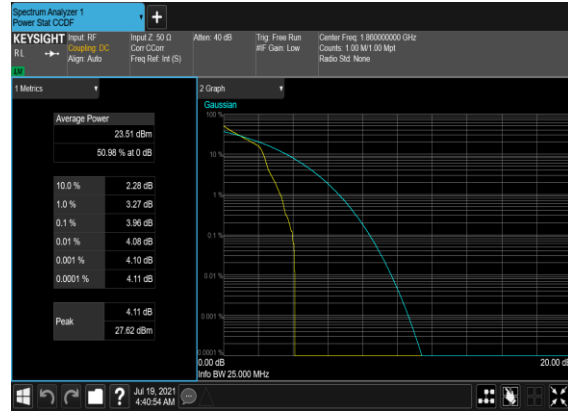 Spectrum Analyzer 1
Power Stat CCDF
KEYSIGHT
RL
Input: RF
Coupling: DC
Align: Auto
Input Z: 50 Ω
Corr CCorr
Freq Ref: Int (S)
Atten: 40 dB
Trig: Free Run
#IF Gain: Low
Center Freq: 1.860000000 GHz
Counts: 1.00 M/1.00 Mpt
Radio Std: None
1 Metrics
Average Power
23.51 dBm
50.98 % at 0 dB
10.0 % 2.28 dB
1.0 % 3.27 dB
0.1 % 3.96 dB
0.01 % 4.08 dB
0.001 % 4.10 dB
0.0001 % 4.11 dB
Peak
4.11 dB
27.62 dBm
2 Graph
Gaussian
100 %
10 %
1 %
0.1 %
0.01 %
0.001 %
0.0001 %
0.00 dB
20.00 dB
Info BW 25.000 MHz
?
Jul 19, 2021
4:40:54 AM